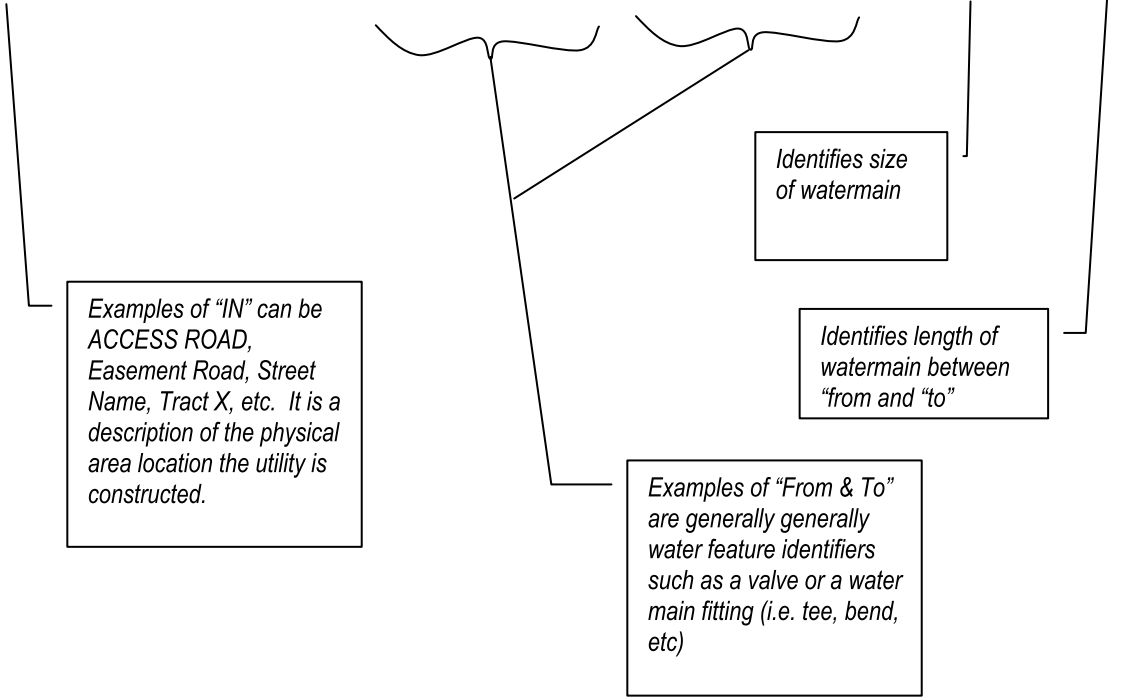 Identifies size
of watermain
Examples of “IN” can be
ACCESS ROAD,
Easement Road, Street
Name, Tract X, etc.  It is a
description of the physical
area location the utility is
constructed.
Identifies length of
watermain between
“from and “to”
Examples of “From & To”
are generally generally
water feature identifiers
such as a valve or a water
main fitting (i.e. tee, bend,
etc)